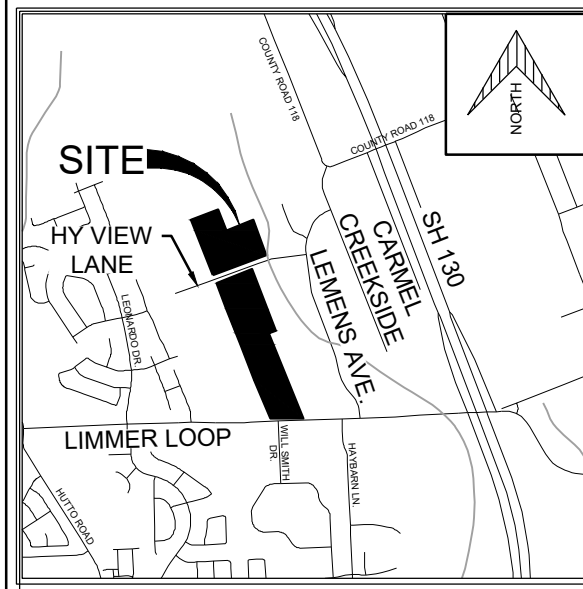 COUNTY ROAD 118
NORTH
COUNTY ROAD 118
SITE
HY VIEW
LANE
CARMEL
CREEKSIDE
SH 130
LEMENS AVE.
LEONARDO DR.
LIMMER LOOP
WILL SMITH
DR.
HAYBARN LN.
HUTTO ROAD